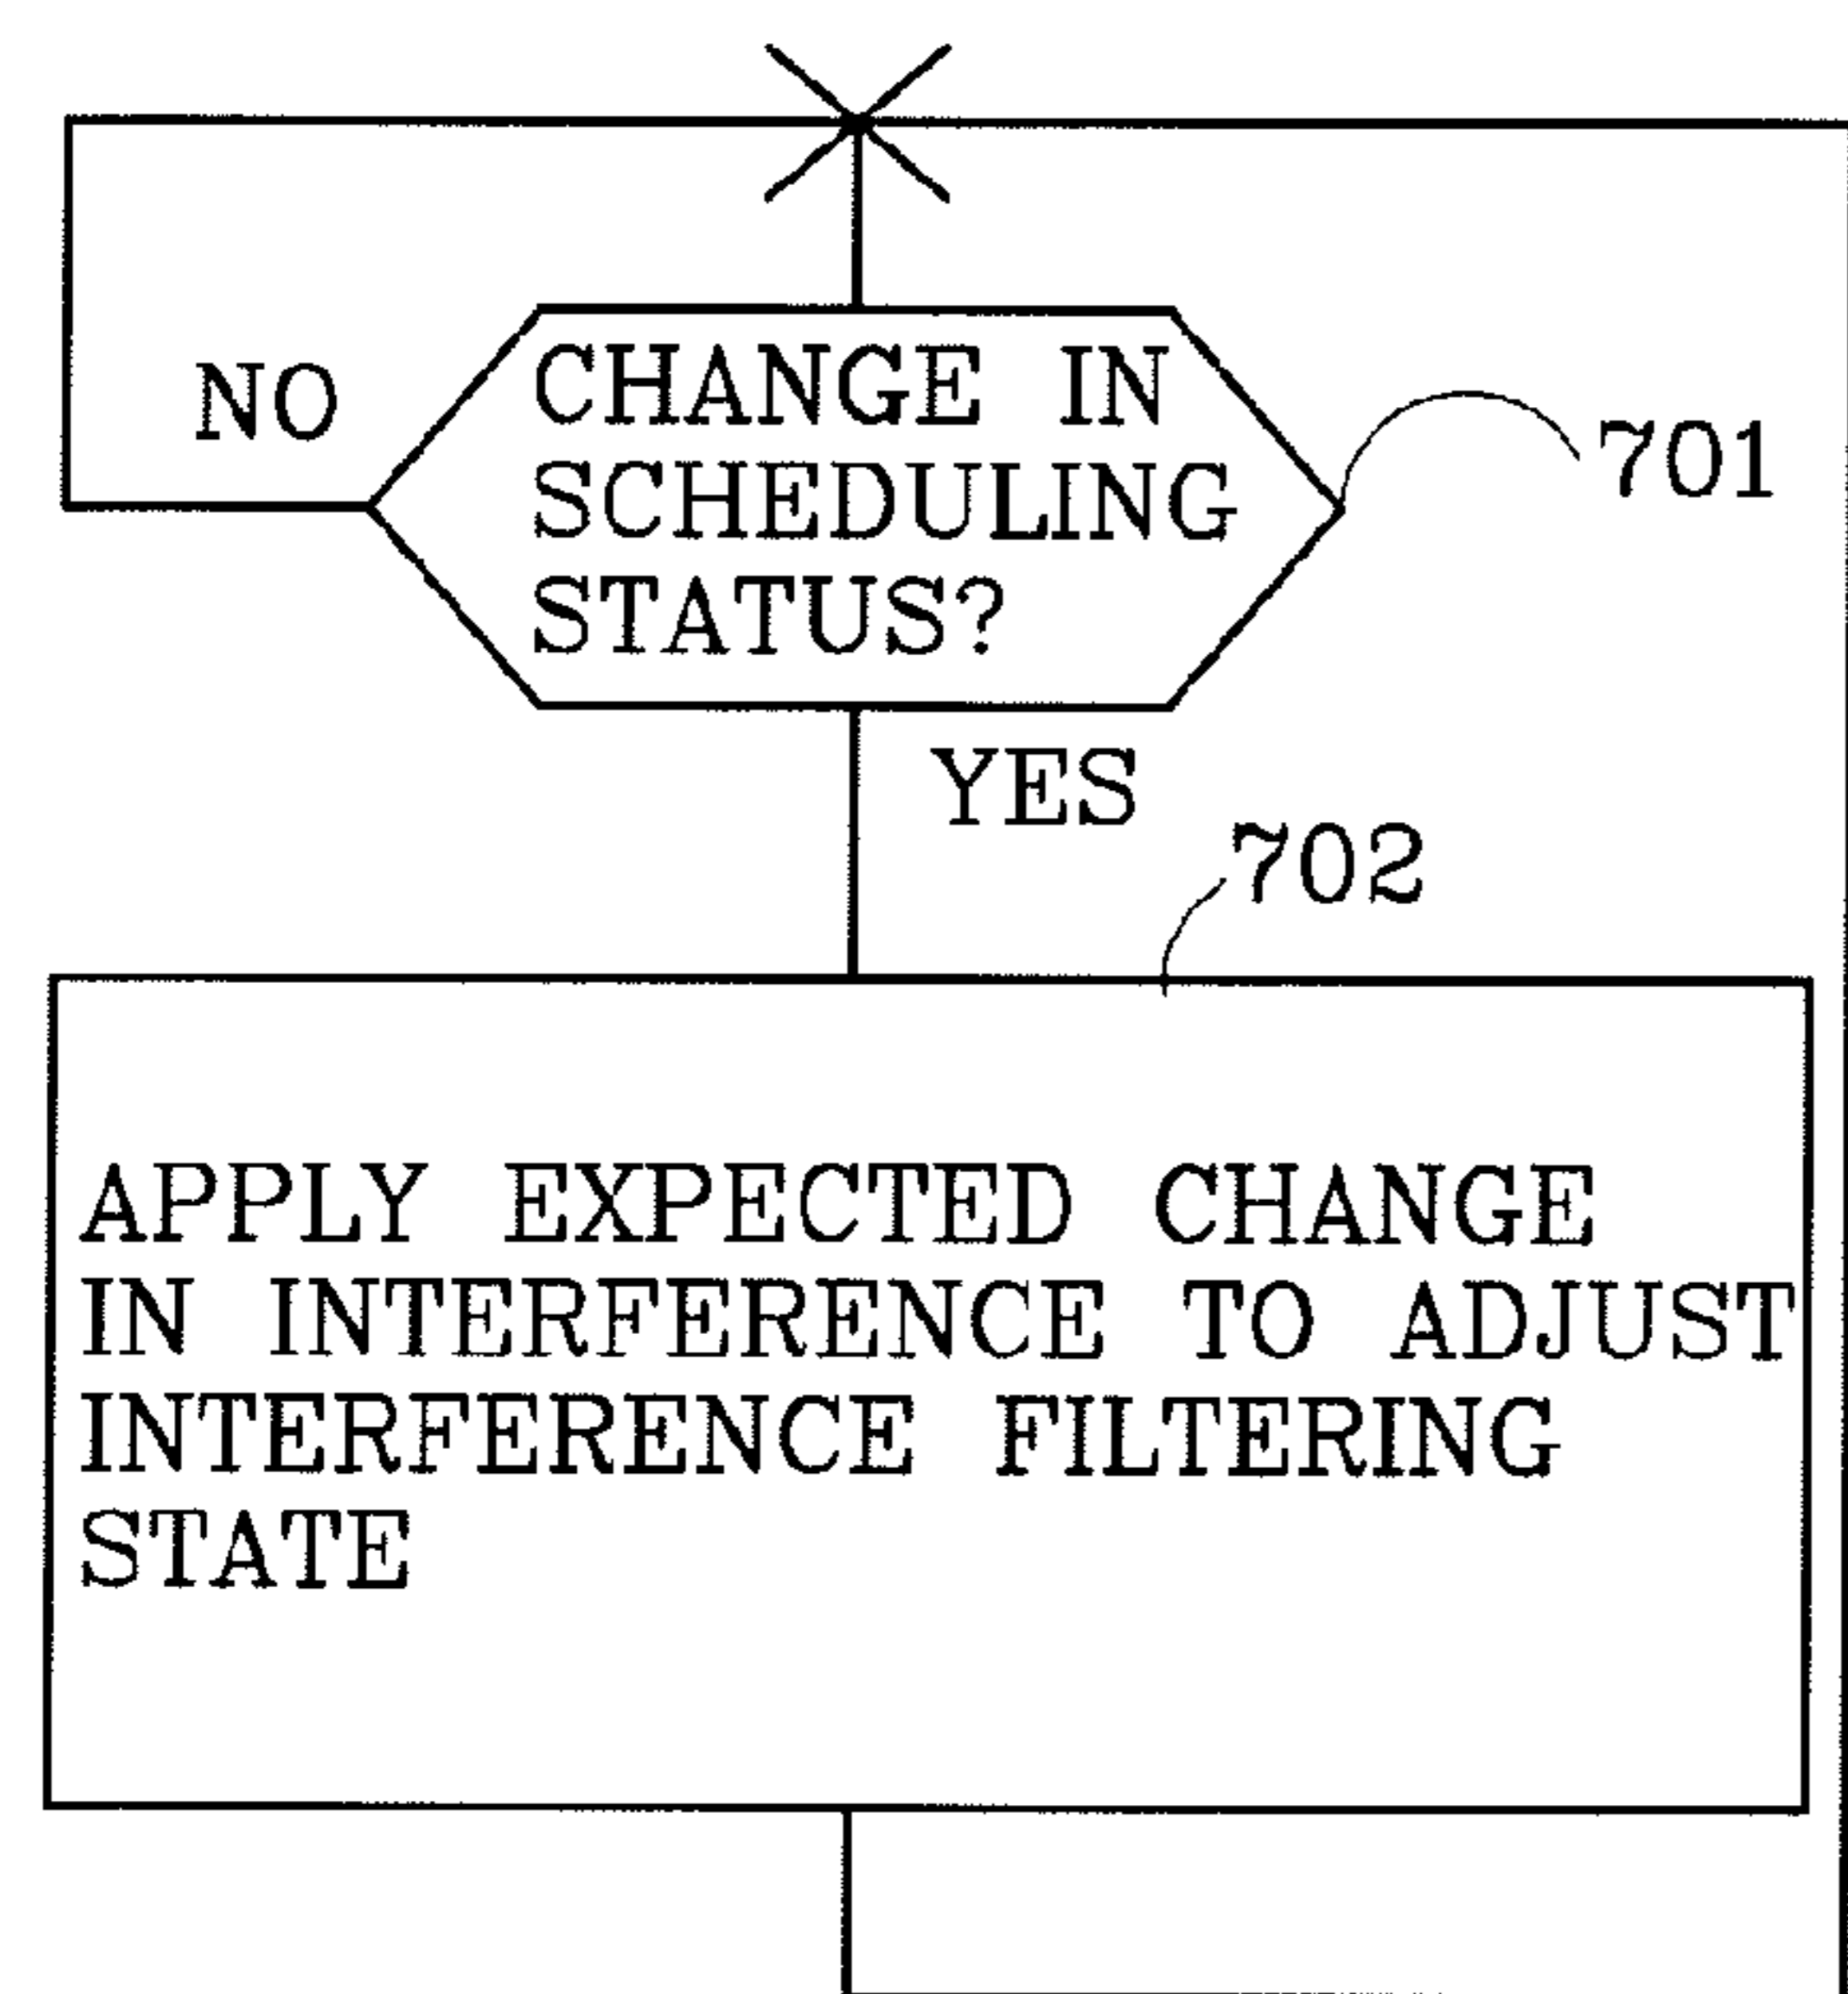 NO
CHANGE IN
SCHEDULING
STATUS?
701
YES
702
APPLY EXPECTED CHANGE
IN INTERFERENCE TO ADJUST
INTERFERENCE FILTERING
STATE